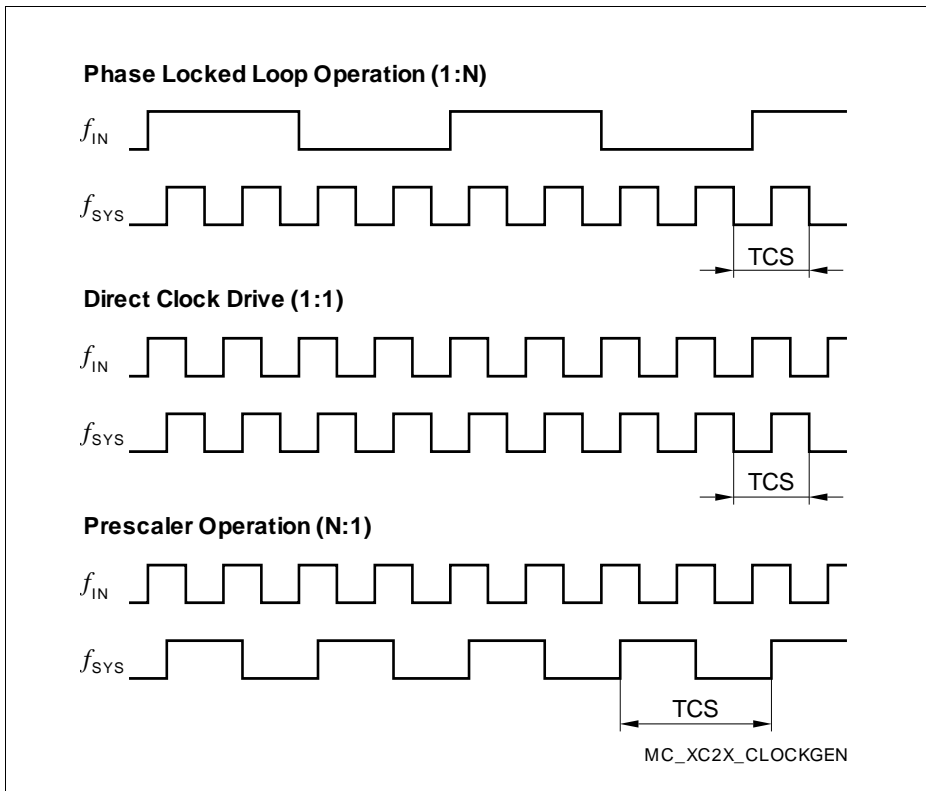 Phase Locked Loop Operation (1:N)
fIN
fSYS
TCS
Direct Clock Drive (1:1)
fIN
fSYS
TCS
Prescaler Operation (N:1)
fIN
fSYS
TCS
MC_XC2X_CLOCKGEN